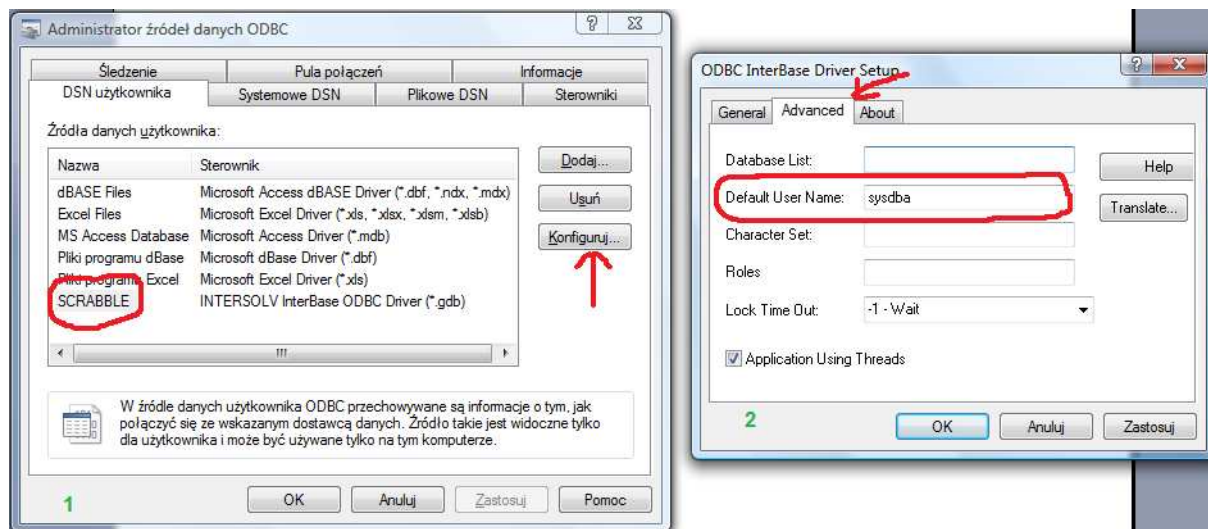 Administrator źródeł danych ODBC
Śledzenie Pula połączeń Informacje
DSN użytkownika Systemowe DSN Plikowe DSN Sterowniki
Źródła danych użytkownika:
Nazwa Sterownik
dBASE Files Microsoft Access dBASE Driver (*.dbf, *.ndx, *.mdx)
Excel Files Microsoft Excel Driver (*.xls, *.xlsx, *.xlsm, *.xlsb)
MS Access Database Microsoft Access Driver (*.mdb)
Pliki programu dBase Microsoft dBase Driver (*.dbf)
Pliki programu Excel Microsoft Excel Driver (*.xls)
SCRABBLE INTERSOLV InterBase ODBC Driver (*.gdb)
Dodaj...
Usuń
Konfiguruj...
W źródle danych użytkownika ODBC przechowywane są informacje o tym, jak
połączyć się ze wskazanym dostawcą danych. Źródło takie jest widoczne tylko
dla użytkownika i może być używane tylko na tym komputerze.
1
OK Anuluj Zastosuj Pomoc
ODBC InterBase Driver Setup
General Advanced About
Database List:
Default User Name: sysdba
Character Set:
Roles
Lock Time Out: -1 - Wait
Application Using Threads
Help
Translate...
2
OK Anuluj Zastosuj